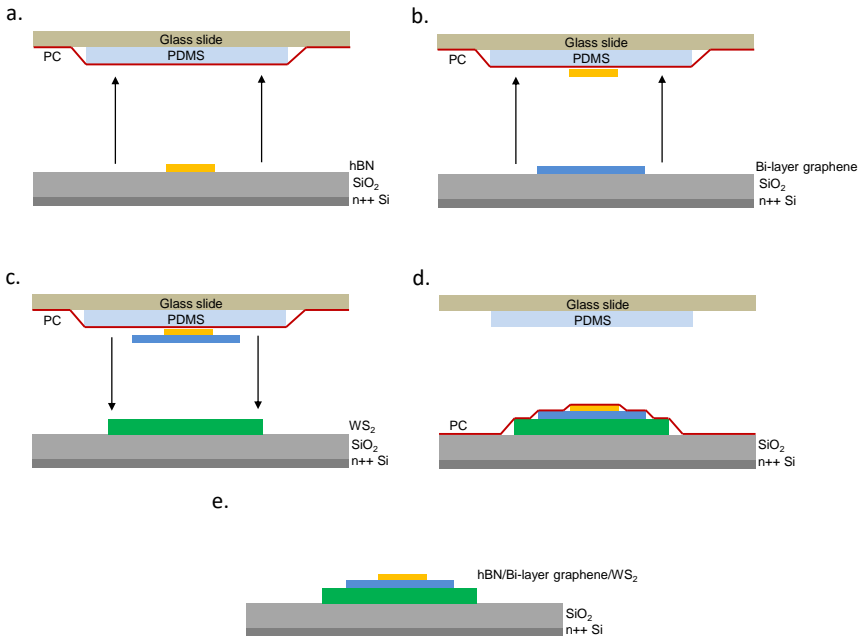 a.
Glass slide
PC
PDMS
hBN
SiO₂
n++ Si
b.
Glass slide
PC
PDMS
Bi-layer graphene
SiO₂
n++ Si
c.
Glass slide
PC
PDMS
WS₂
SiO₂
n++ Si
d.
Glass slide
PDMS
PC
SiO₂
n++ Si
e.
hBN/Bi-layer graphene/WS₂
SiO₂
n++ Si